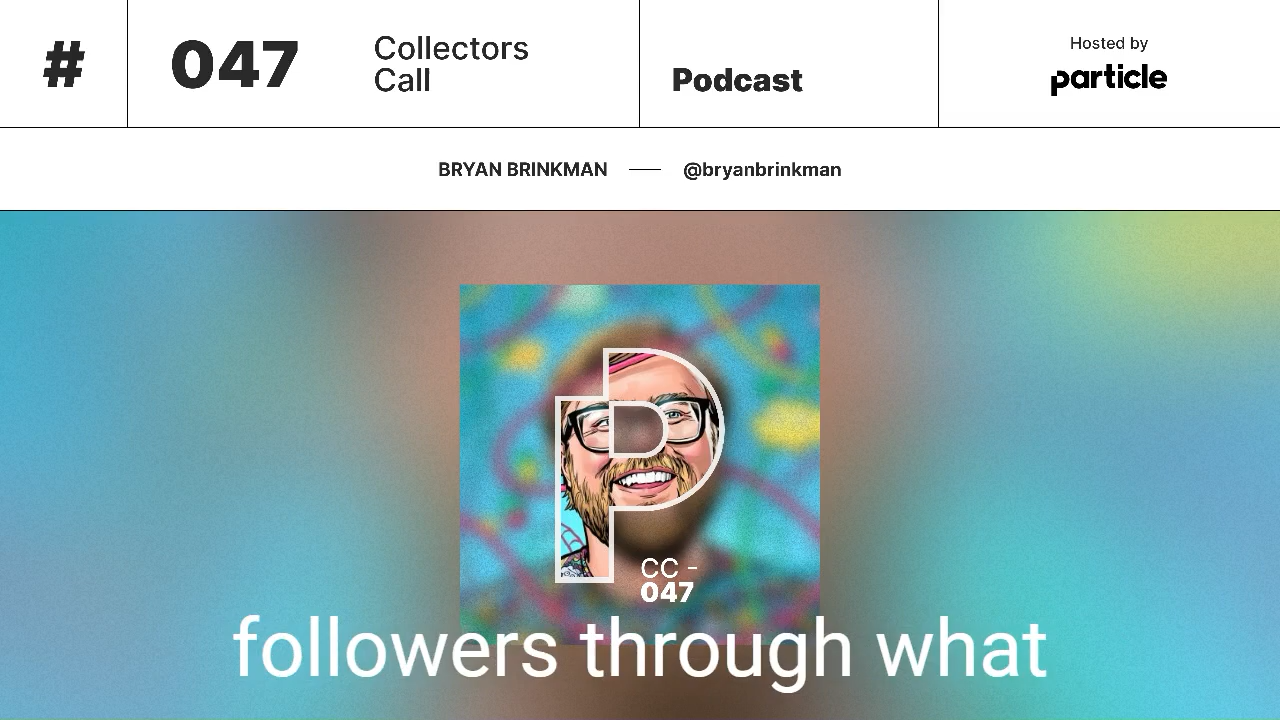 #
047
Collectors
Call
Podcast
Hosted by
particle
BRYAN BRINKMAN — @bryanbrinkman
P
CC -
047
followers through what